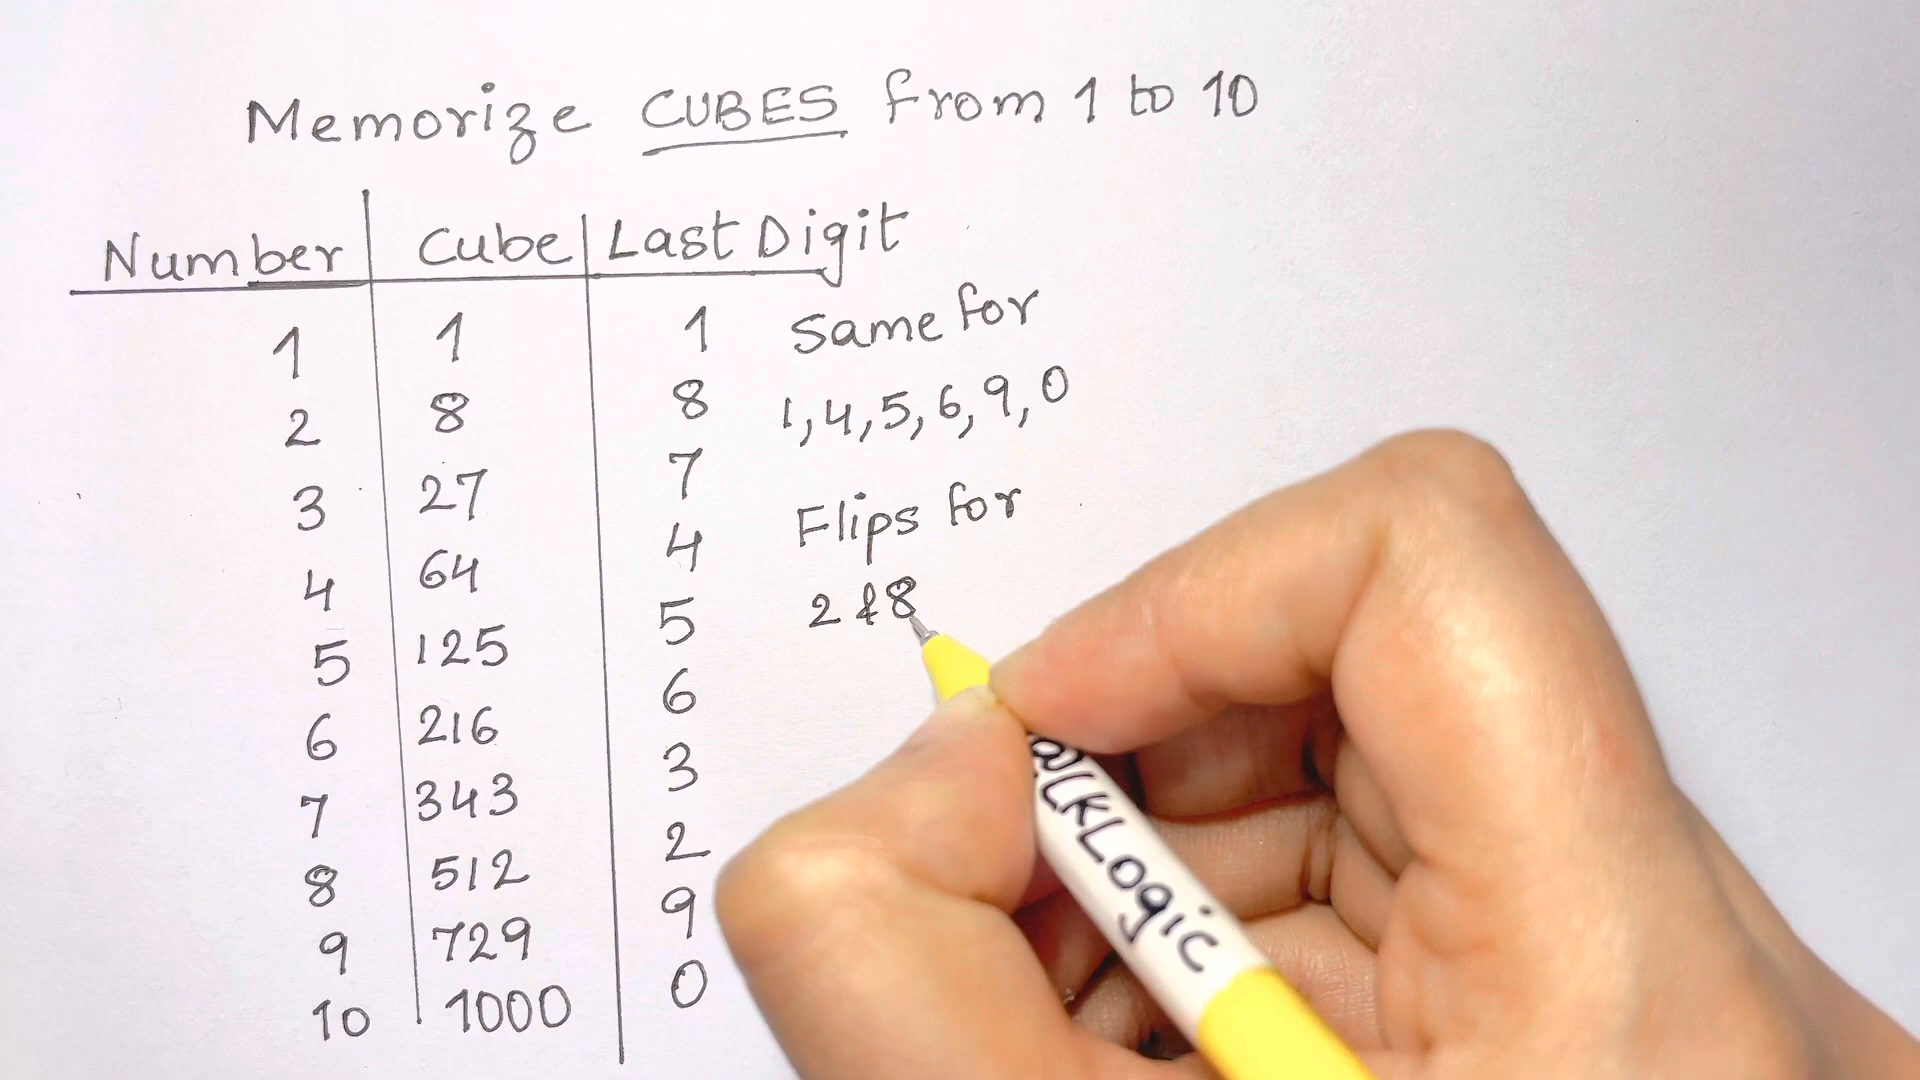 Memorize CUBES from 1 to 10
Number Cube Last Digit
1 1 1
2 8 8
3 27 7
4 64 4
5 125 5
6 216 6
7 343 3
8 512 2
9 729 9
10 1000 0
Same for
1,4,5,6,9,0
Flips for
2 & 8
@LKLogic